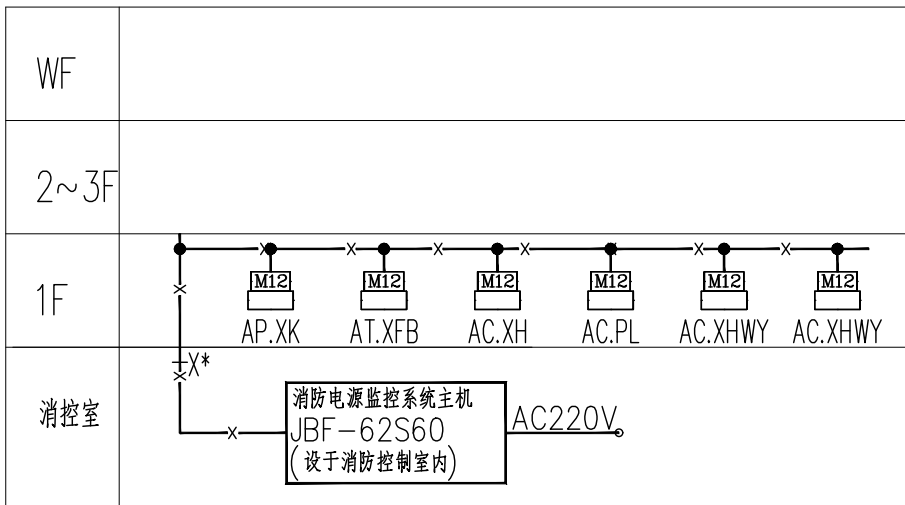 WF
2~3F
1F
M12 M12 M12 M12 M12 M12
AP.XK AT.XFB AC.XH AC.PL AC.XHWY AC.XHWY
X*
消控室
消防电源监控系统主机
JBF-62S60
(设于消防控制室内)
AC220V